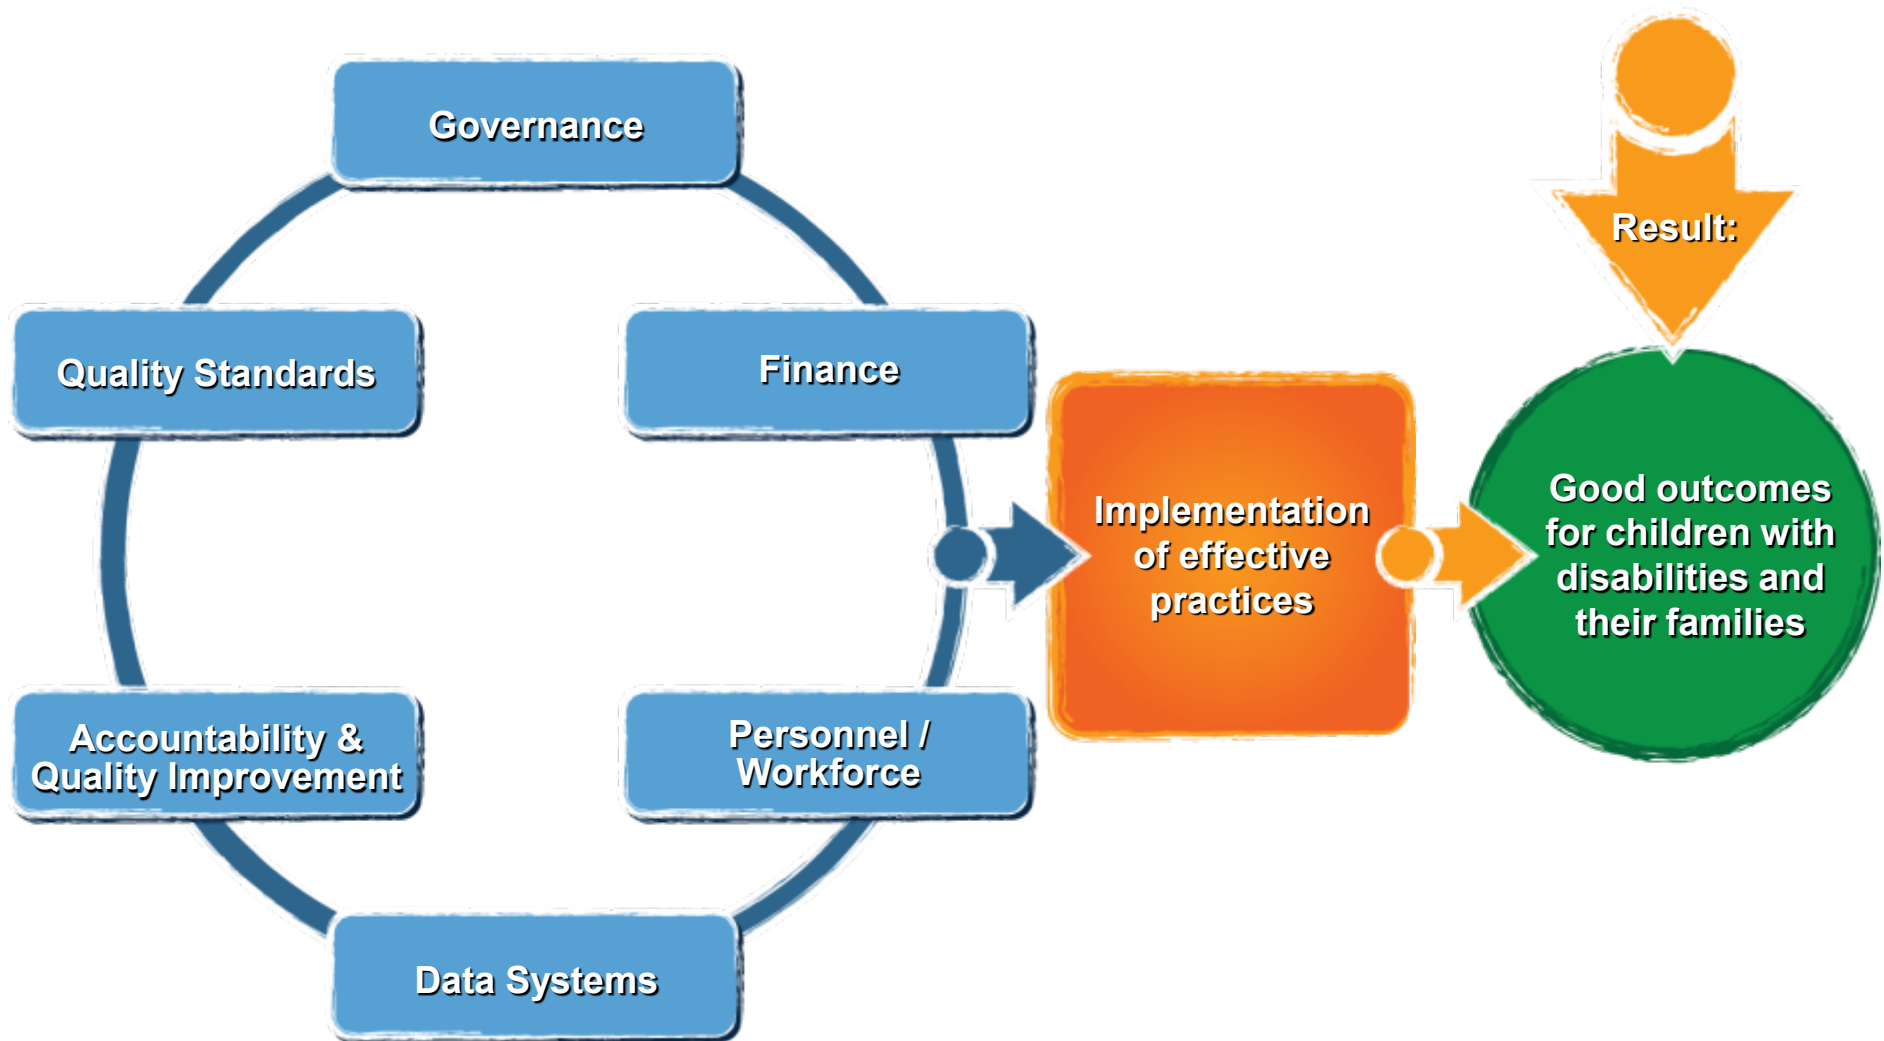 Governance
Result:
Quality Standards
Finance
Implementation
of effective
practices
Good outcomes
for children with
disabilities and
their families
Accountability &
Quality Improvement
Personnel /
Workforce
Data Systems